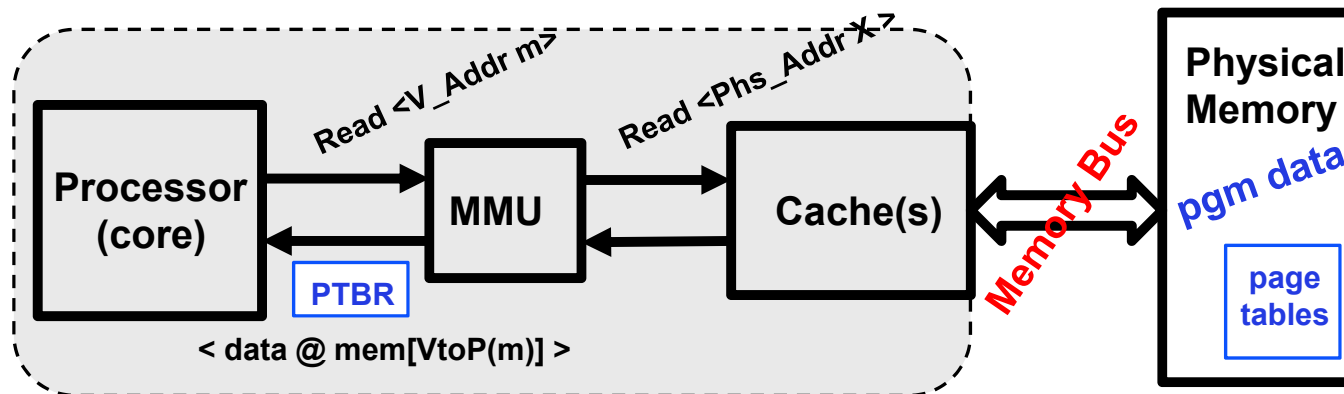 Read <V_Addr m>
Read <Phs_Addr X >
Processor
(core)
MMU
Cache(s)
PTBR
< data @ mem[VtoP(m)] >
Memory Bus
Physical
Memory
pgm data
page
tables